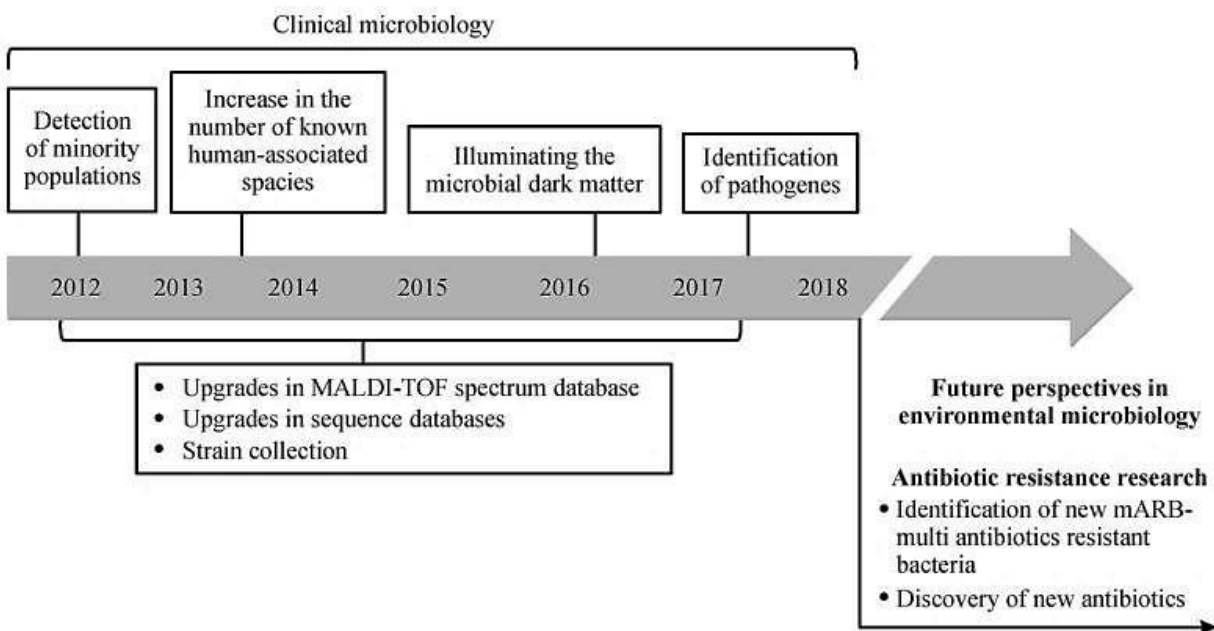 Clinical microbiology
Detection
of minority
populations
Increase in the
number of known
human-associated
spacies
Illuminating the
microbial dark matter
Identification
of pathogenes
2012 2013 2014 2015 2016 2017 2018
• Upgrades in MALDI-TOF spectrum database
• Upgrades in sequence databases
• Strain collection
Future perspectives in
environmental microbiology
Antibiotic resistance research
• Identification of new mARB-
multi antibiotics resistant
bacteria
• Discovery of new antibiotics